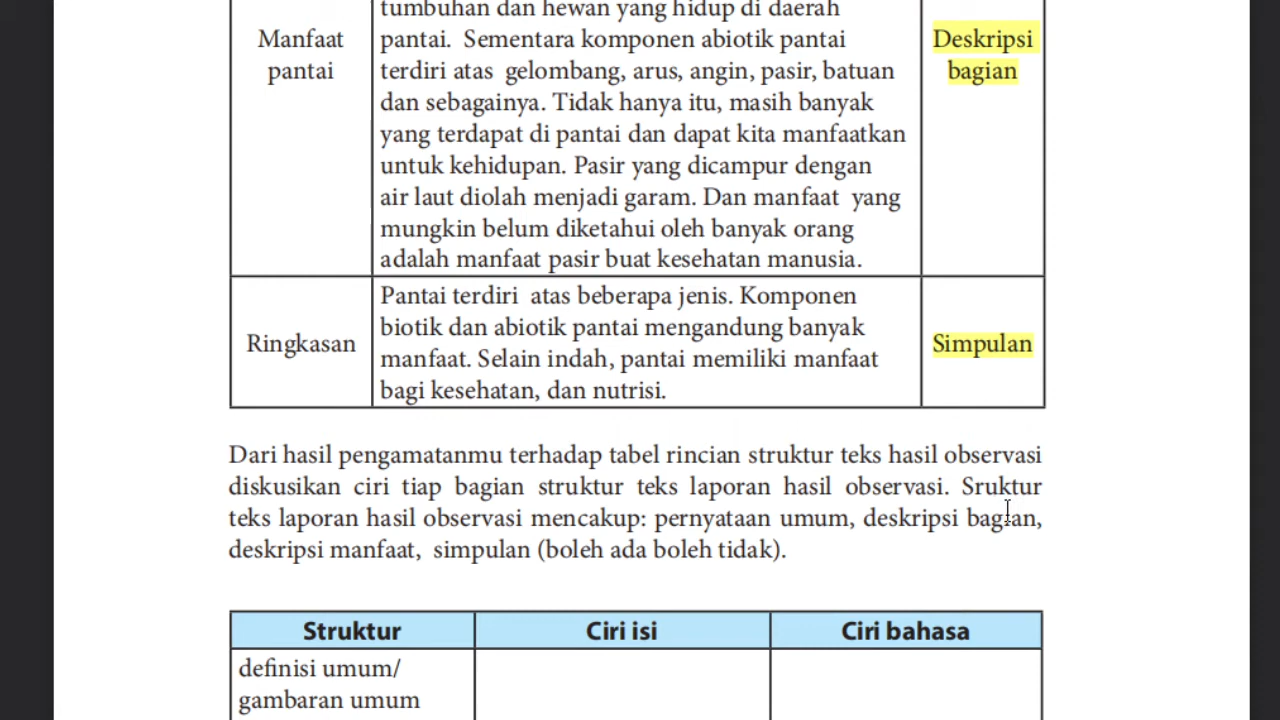 tumbuhan dan hewan yang hidup di daerah
Manfaat
pantai
pantai. Sementara komponen abiotik pantai
terdiri atas gelombang, arus, angin, pasir, batuan
dan sebagainya. Tidak hanya itu, masih banyak
yang terdapat di pantai dan dapat kita manfaatkan
untuk kehidupan. Pasir yang dicampur dengan
air laut diolah menjadi garam. Dan manfaat yang
mungkin belum diketahui oleh banyak orang
adalah manfaat pasir buat kesehatan manusia.
Deskripsi
bagian
Ringkasan
Pantai terdiri atas beberapa jenis. Komponen
biotik dan abiotik pantai mengandung banyak
manfaat. Selain indah, pantai memiliki manfaat
bagi kesehatan, dan nutrisi.
Simpulan
Dari hasil pengamatanmu terhadap tabel rincian struktur teks hasil observasi
diskusikan ciri tiap bagian struktur teks laporan hasil observasi. Sruktur
teks laporan hasil observasi mencakup: pernyataan umum, deskripsi bagian,
deskripsi manfaat, simpulan (boleh ada boleh tidak).
Struktur
Ciri isi
Ciri bahasa
definisi umum/
gambaran umum